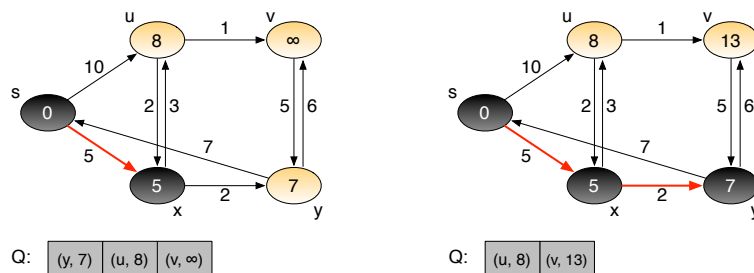 u v
8 1 ∞
10
s
0 2 3 5 6
7
5
5 2 7
x y
Q: (y, 7) (u, 8) (v, ∞)
u v
8 1 13
10
s
0 2 3 5 6
7
5
5 2 7
x y
Q: (u, 8) (v, 13)